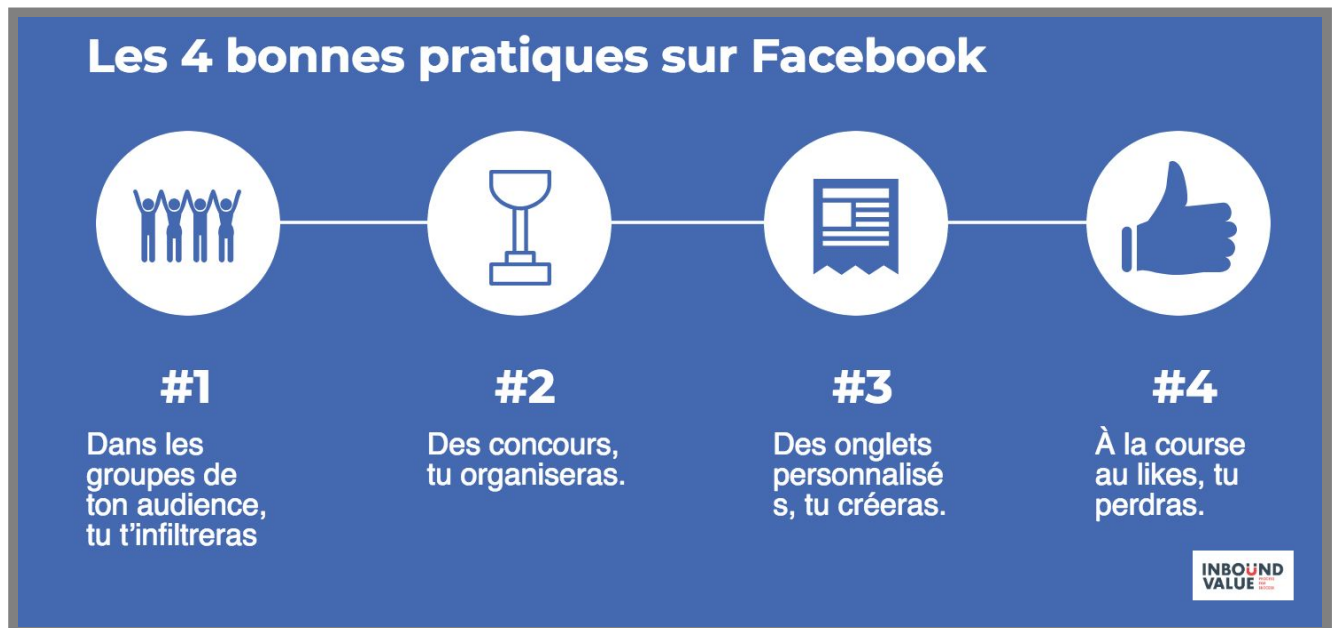 Les 4 bonnes pratiques sur Facebook
#1
Dans les
groupes de
ton audience,
tu t'infiltreras
#2
Des concours,
tu organiseras.
#3
Des onglets
personnalisé
s, tu créeras.
#4
À la course
au likes, tu
perdras.
INBOUND
VALUE